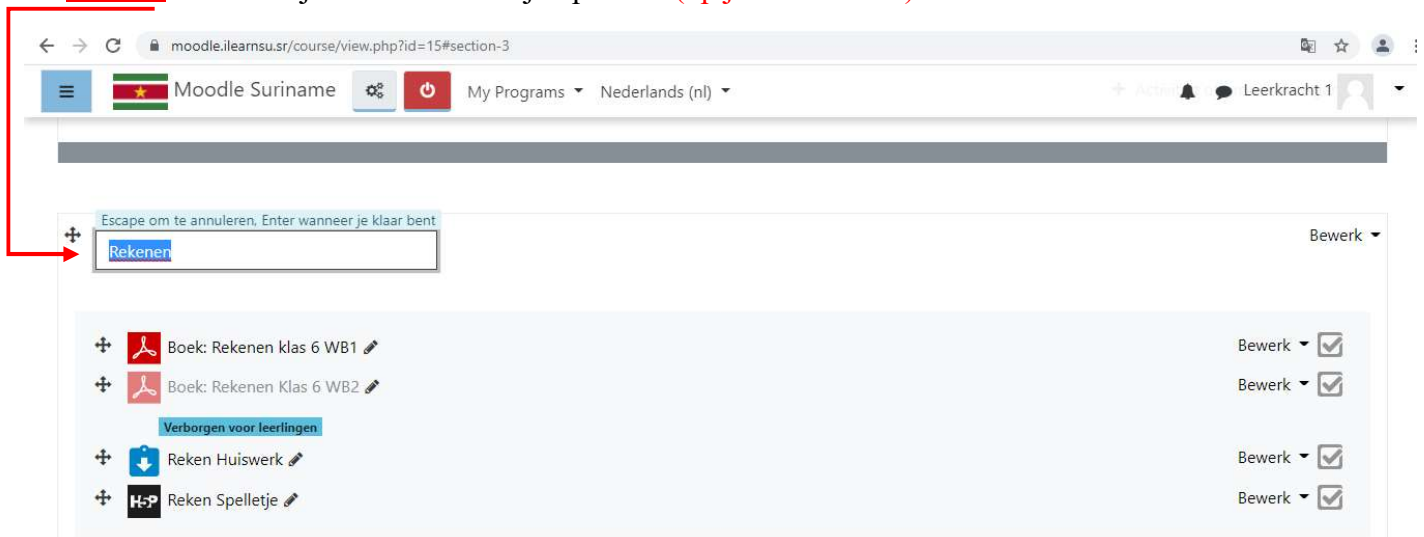 moodle.ilearnsu.sr/course/view.php?id=15#section-3
Moodle Suriname My Programs Nederlands (nl) Leerkracht 1
Escape om te annuleren, Enter wanneer je klaar bent
Rekenen
Bewerk
Boek: Rekenen klas 6 WB1 Bewerk
Boek: Rekenen Klas 6 WB2 Bewerk
Verborgen voor leerlingen
Reken Huiswerk Bewerk
H5P Reken Spelletje Bewerk